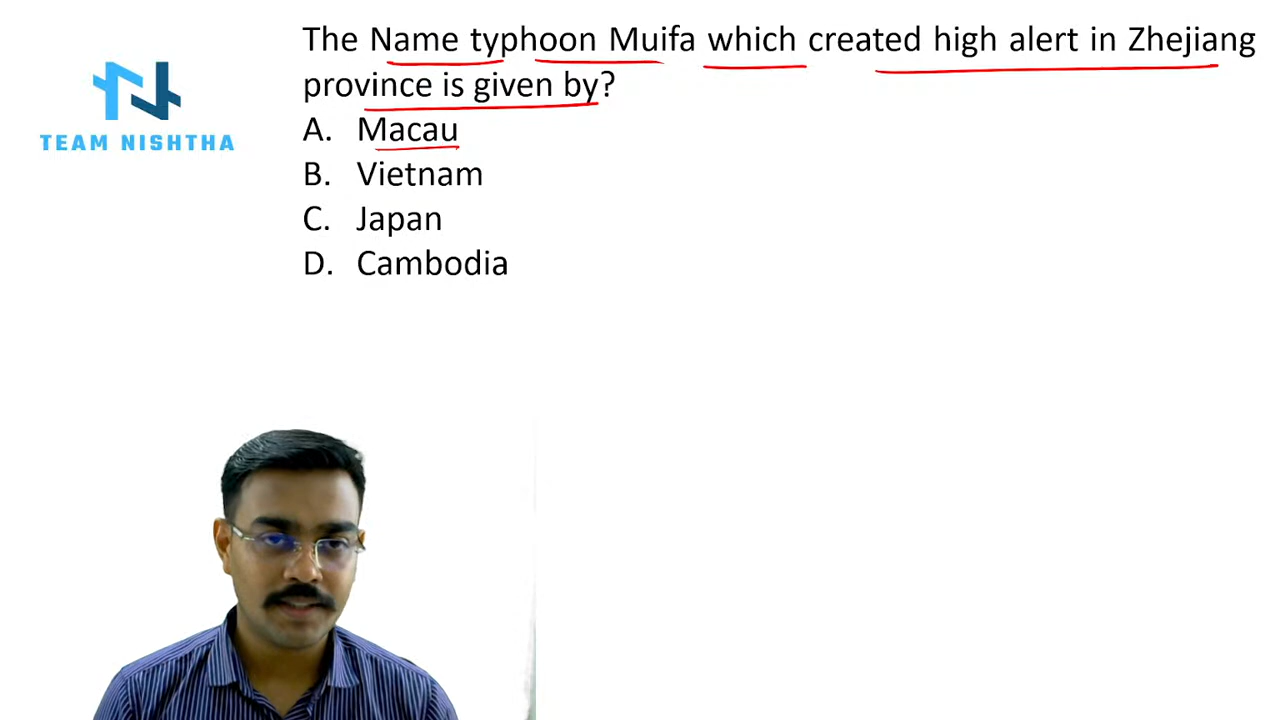 The Name typhoon Muifa which created high alert in Zhejiang
province is given by?
TEAM NISHTHA
A. Macau
B. Vietnam
C. Japan
D. Cambodia